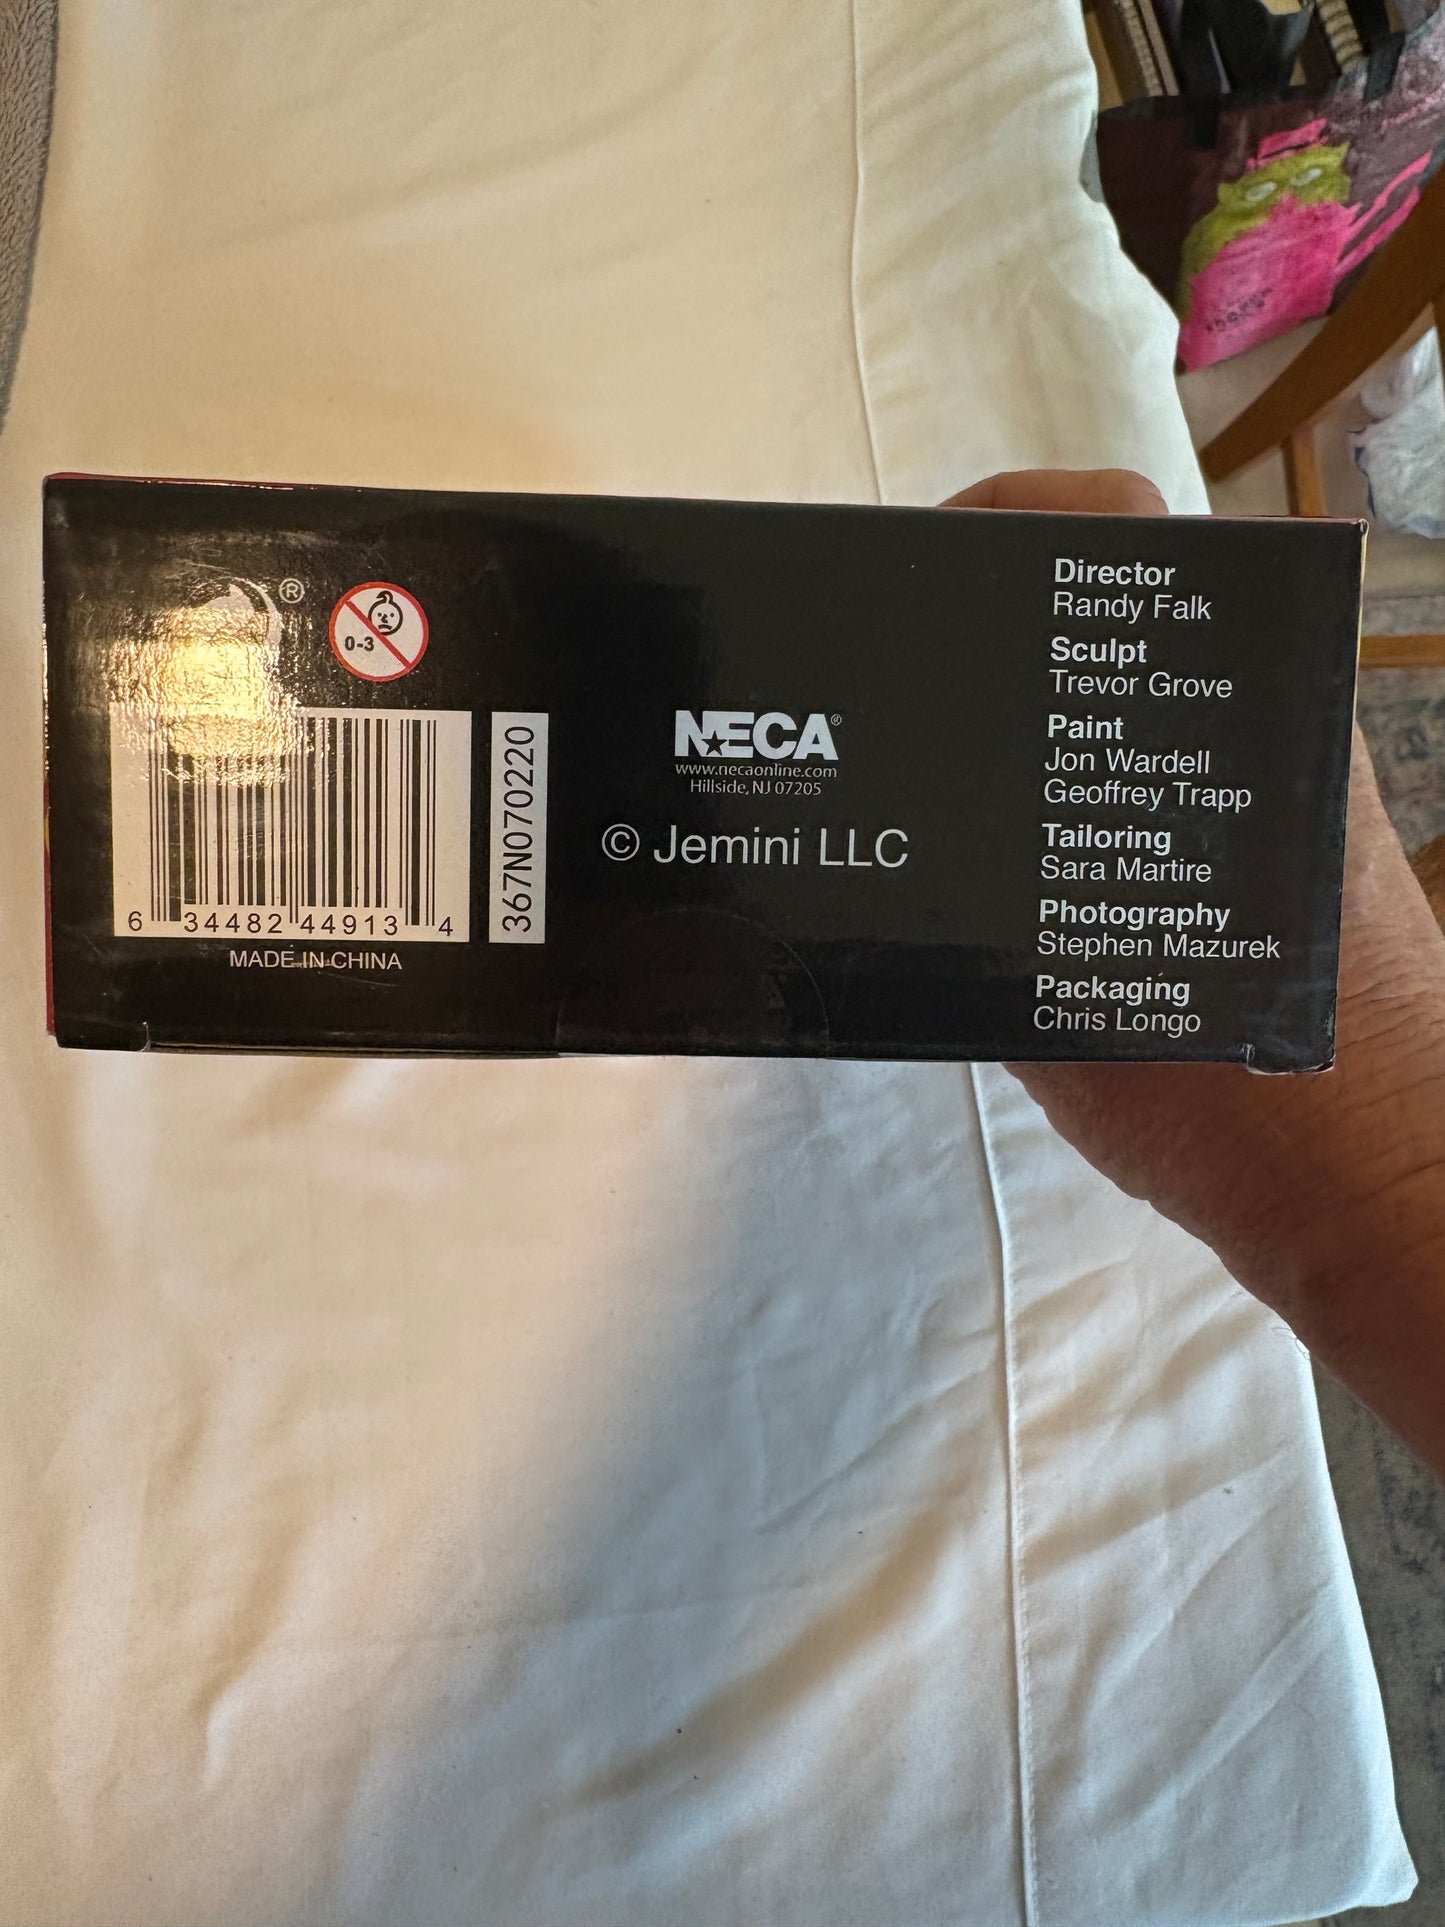 ®
0-3
6 34482 44913 4
MADE IN CHINA
367N070220
NECA®
www.necaonline.com
Hillside, NJ 07205
© Jemini LLC
Director
Randy Falk
Sculpt
Trevor Grove
Paint
Jon Wardell
Geoffrey Trapp
Tailoring
Sara Martire
Photography
Stephen Mazurek
Packaging
Chris Longo